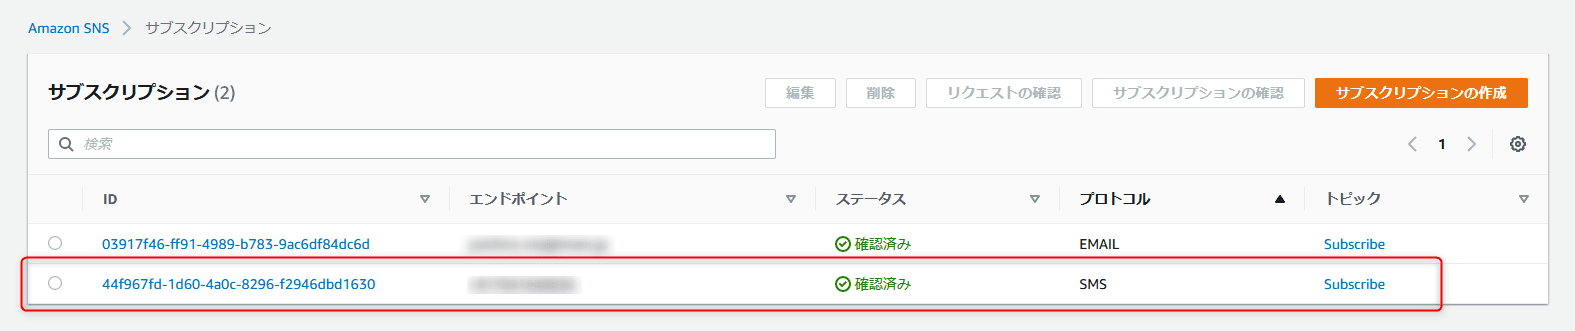 Amazon SNS > サブスクリプション
サブスクリプション (2)
編集 削除 リクエストの確認 サブスクリプションの確認 サブスクリプションの作成
検索
1
ID エンドポイント ステータス プロトコル トピック
03917f46-ff91-4989-b783-9ac6df84dc6d 確認済み EMAIL Subscribe
44f967fd-1d60-4a0c-8296-f2946dbd1630 確認済み SMS Subscribe